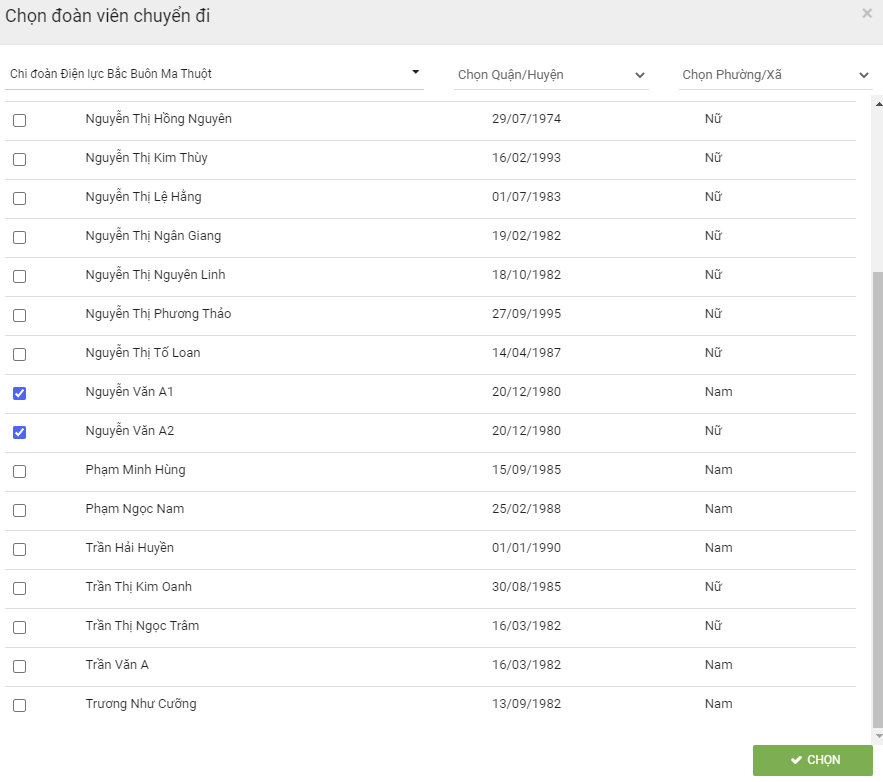 Chọn đoàn viên chuyển đi
Chi đoàn Điện lực Bắc Buôn Ma Thuột Chọn Quận/Huyện Chọn Phường/Xã
Nguyễn Thị Hồng Nguyên 29/07/1974 Nữ
Nguyễn Thị Kim Thùy 16/02/1993 Nữ
Nguyễn Thị Lệ Hằng 01/07/1983 Nữ
Nguyễn Thị Ngân Giang 19/02/1982 Nữ
Nguyễn Thị Nguyên Linh 18/10/1982 Nữ
Nguyễn Thị Phương Thảo 27/09/1995 Nữ
Nguyễn Thị Tố Loan 14/04/1987 Nữ
Nguyễn Văn A1 20/12/1980 Nam
Nguyễn Văn A2 20/12/1980 Nữ
Phạm Minh Hùng 15/09/1985 Nam
Phạm Ngọc Nam 25/02/1988 Nam
Trần Hải Huyền 01/01/1990 Nam
Trần Thị Kim Oanh 30/08/1985 Nữ
Trần Thị Ngọc Trâm 16/03/1982 Nữ
Trần Văn A 16/03/1982 Nam
Trương Như Cưỡng 13/09/1982 Nam
CHỌN